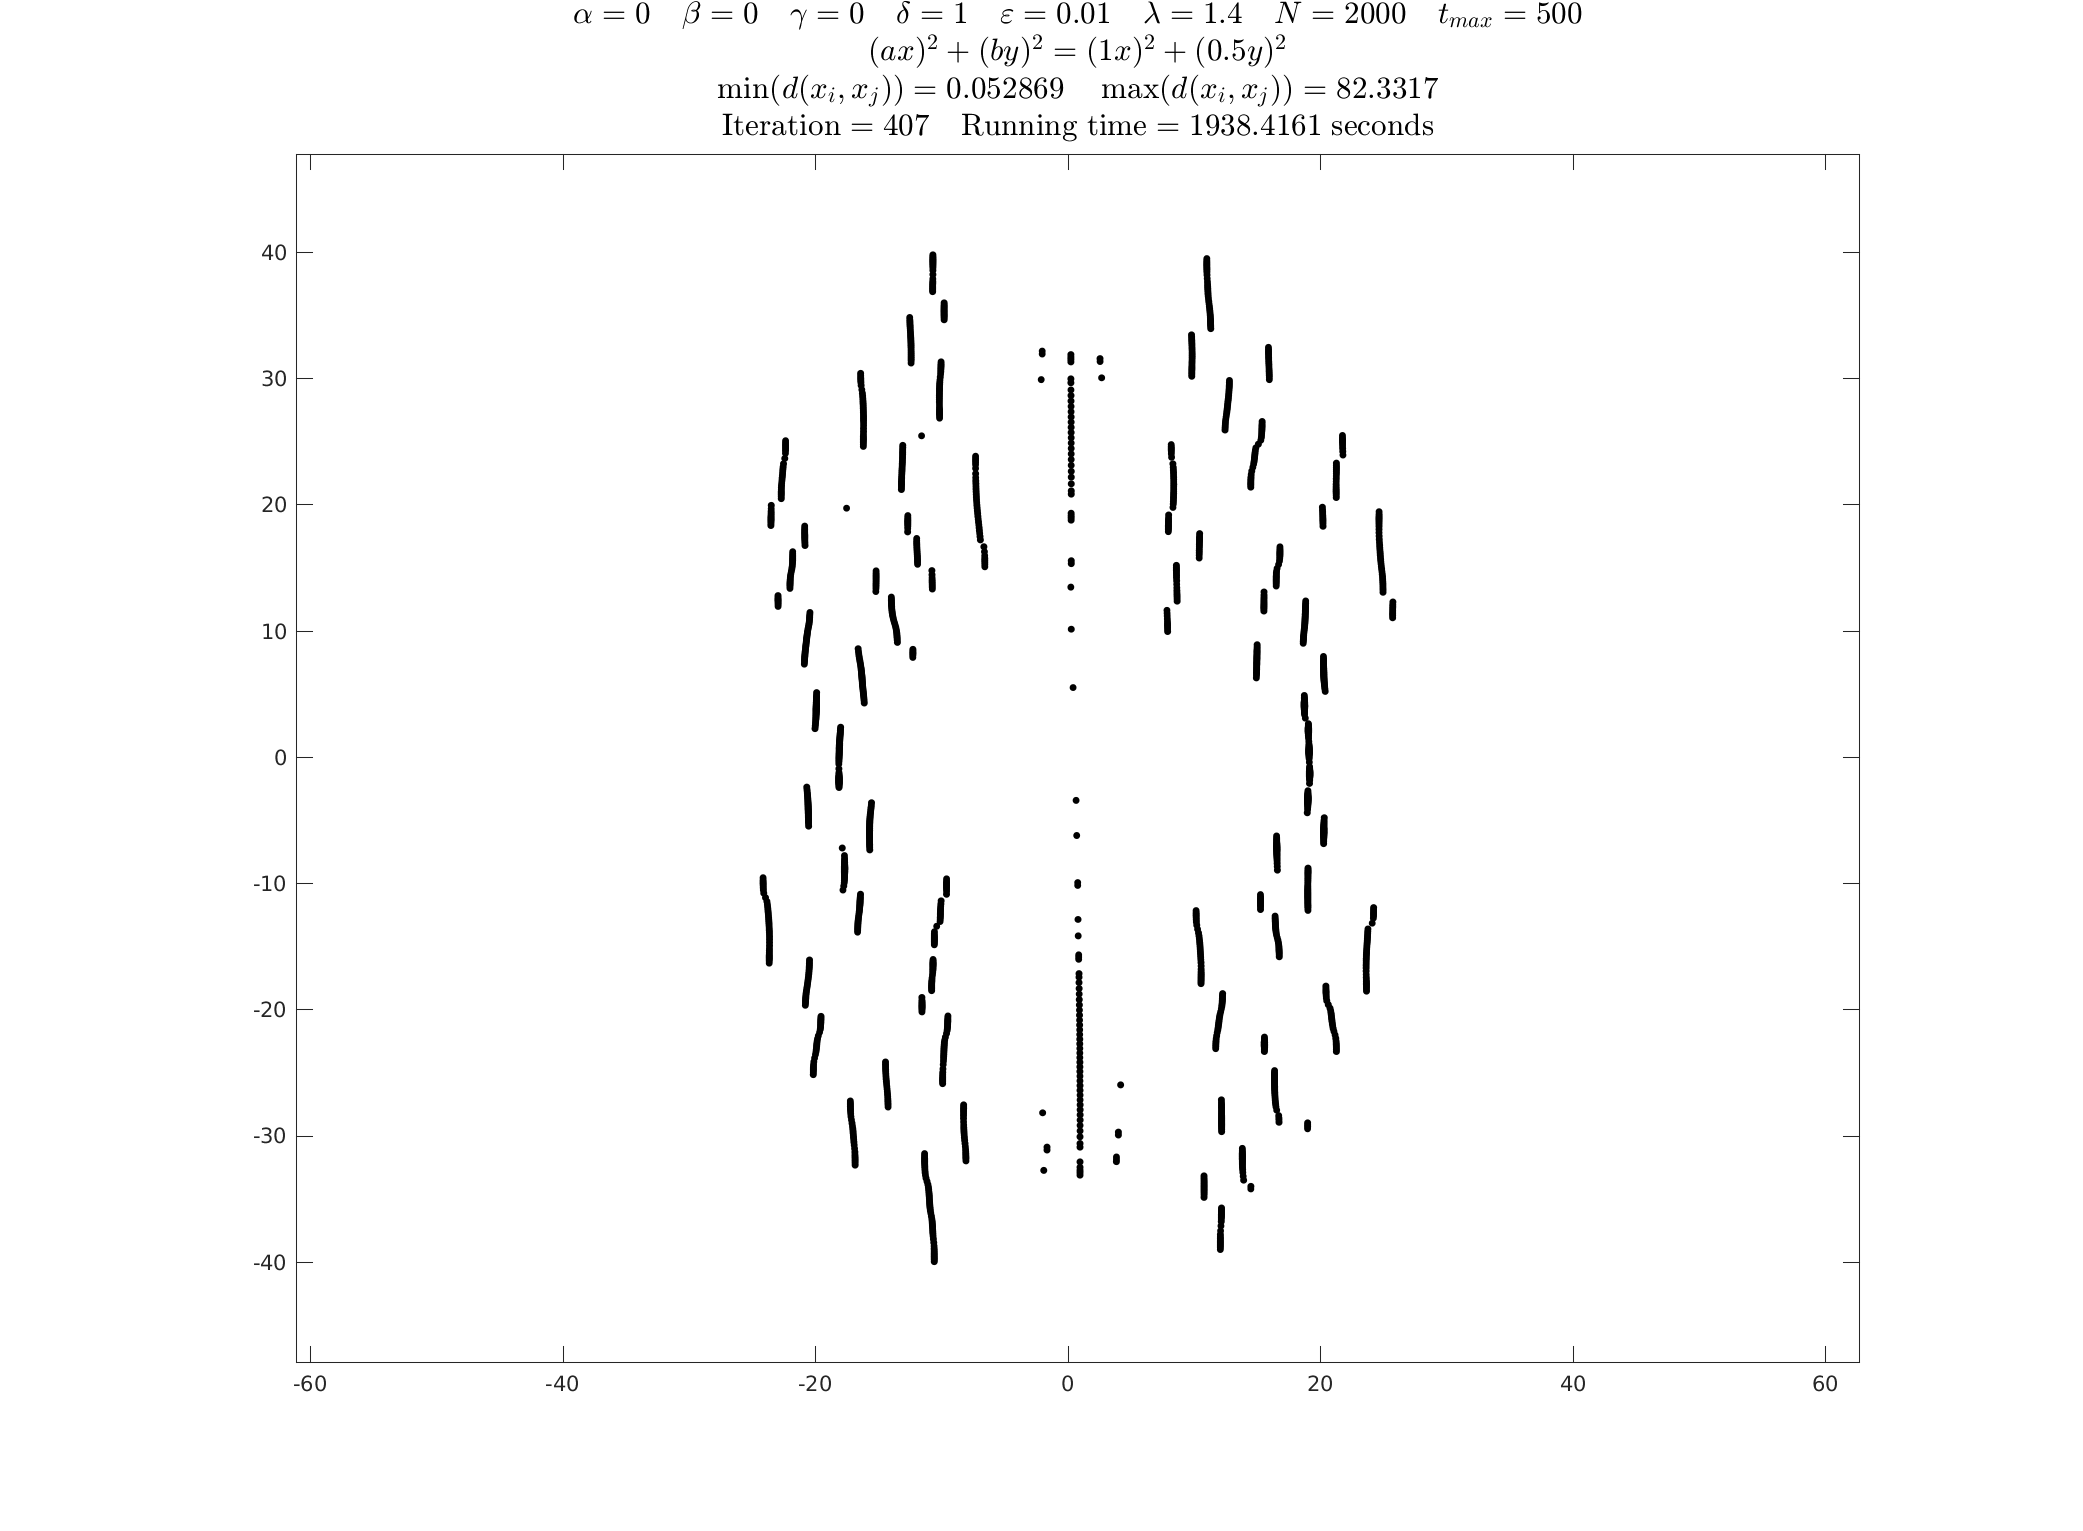 α = 0 β = 0 γ = 0 δ = 1 ε = 0.01 λ = 1.4 N = 2000 t_max = 500
(ax)² + (by)² = (1x)² + (0.5y)²
min(d(x_i, x_j)) = 0.052869 max(d(x_i, x_j)) = 82.3317
Iteration = 407 Running time = 1938.4161 seconds
40
30
20
10
0
-10
-20
-30
-40
-60 -40 -20 0 20 40 60